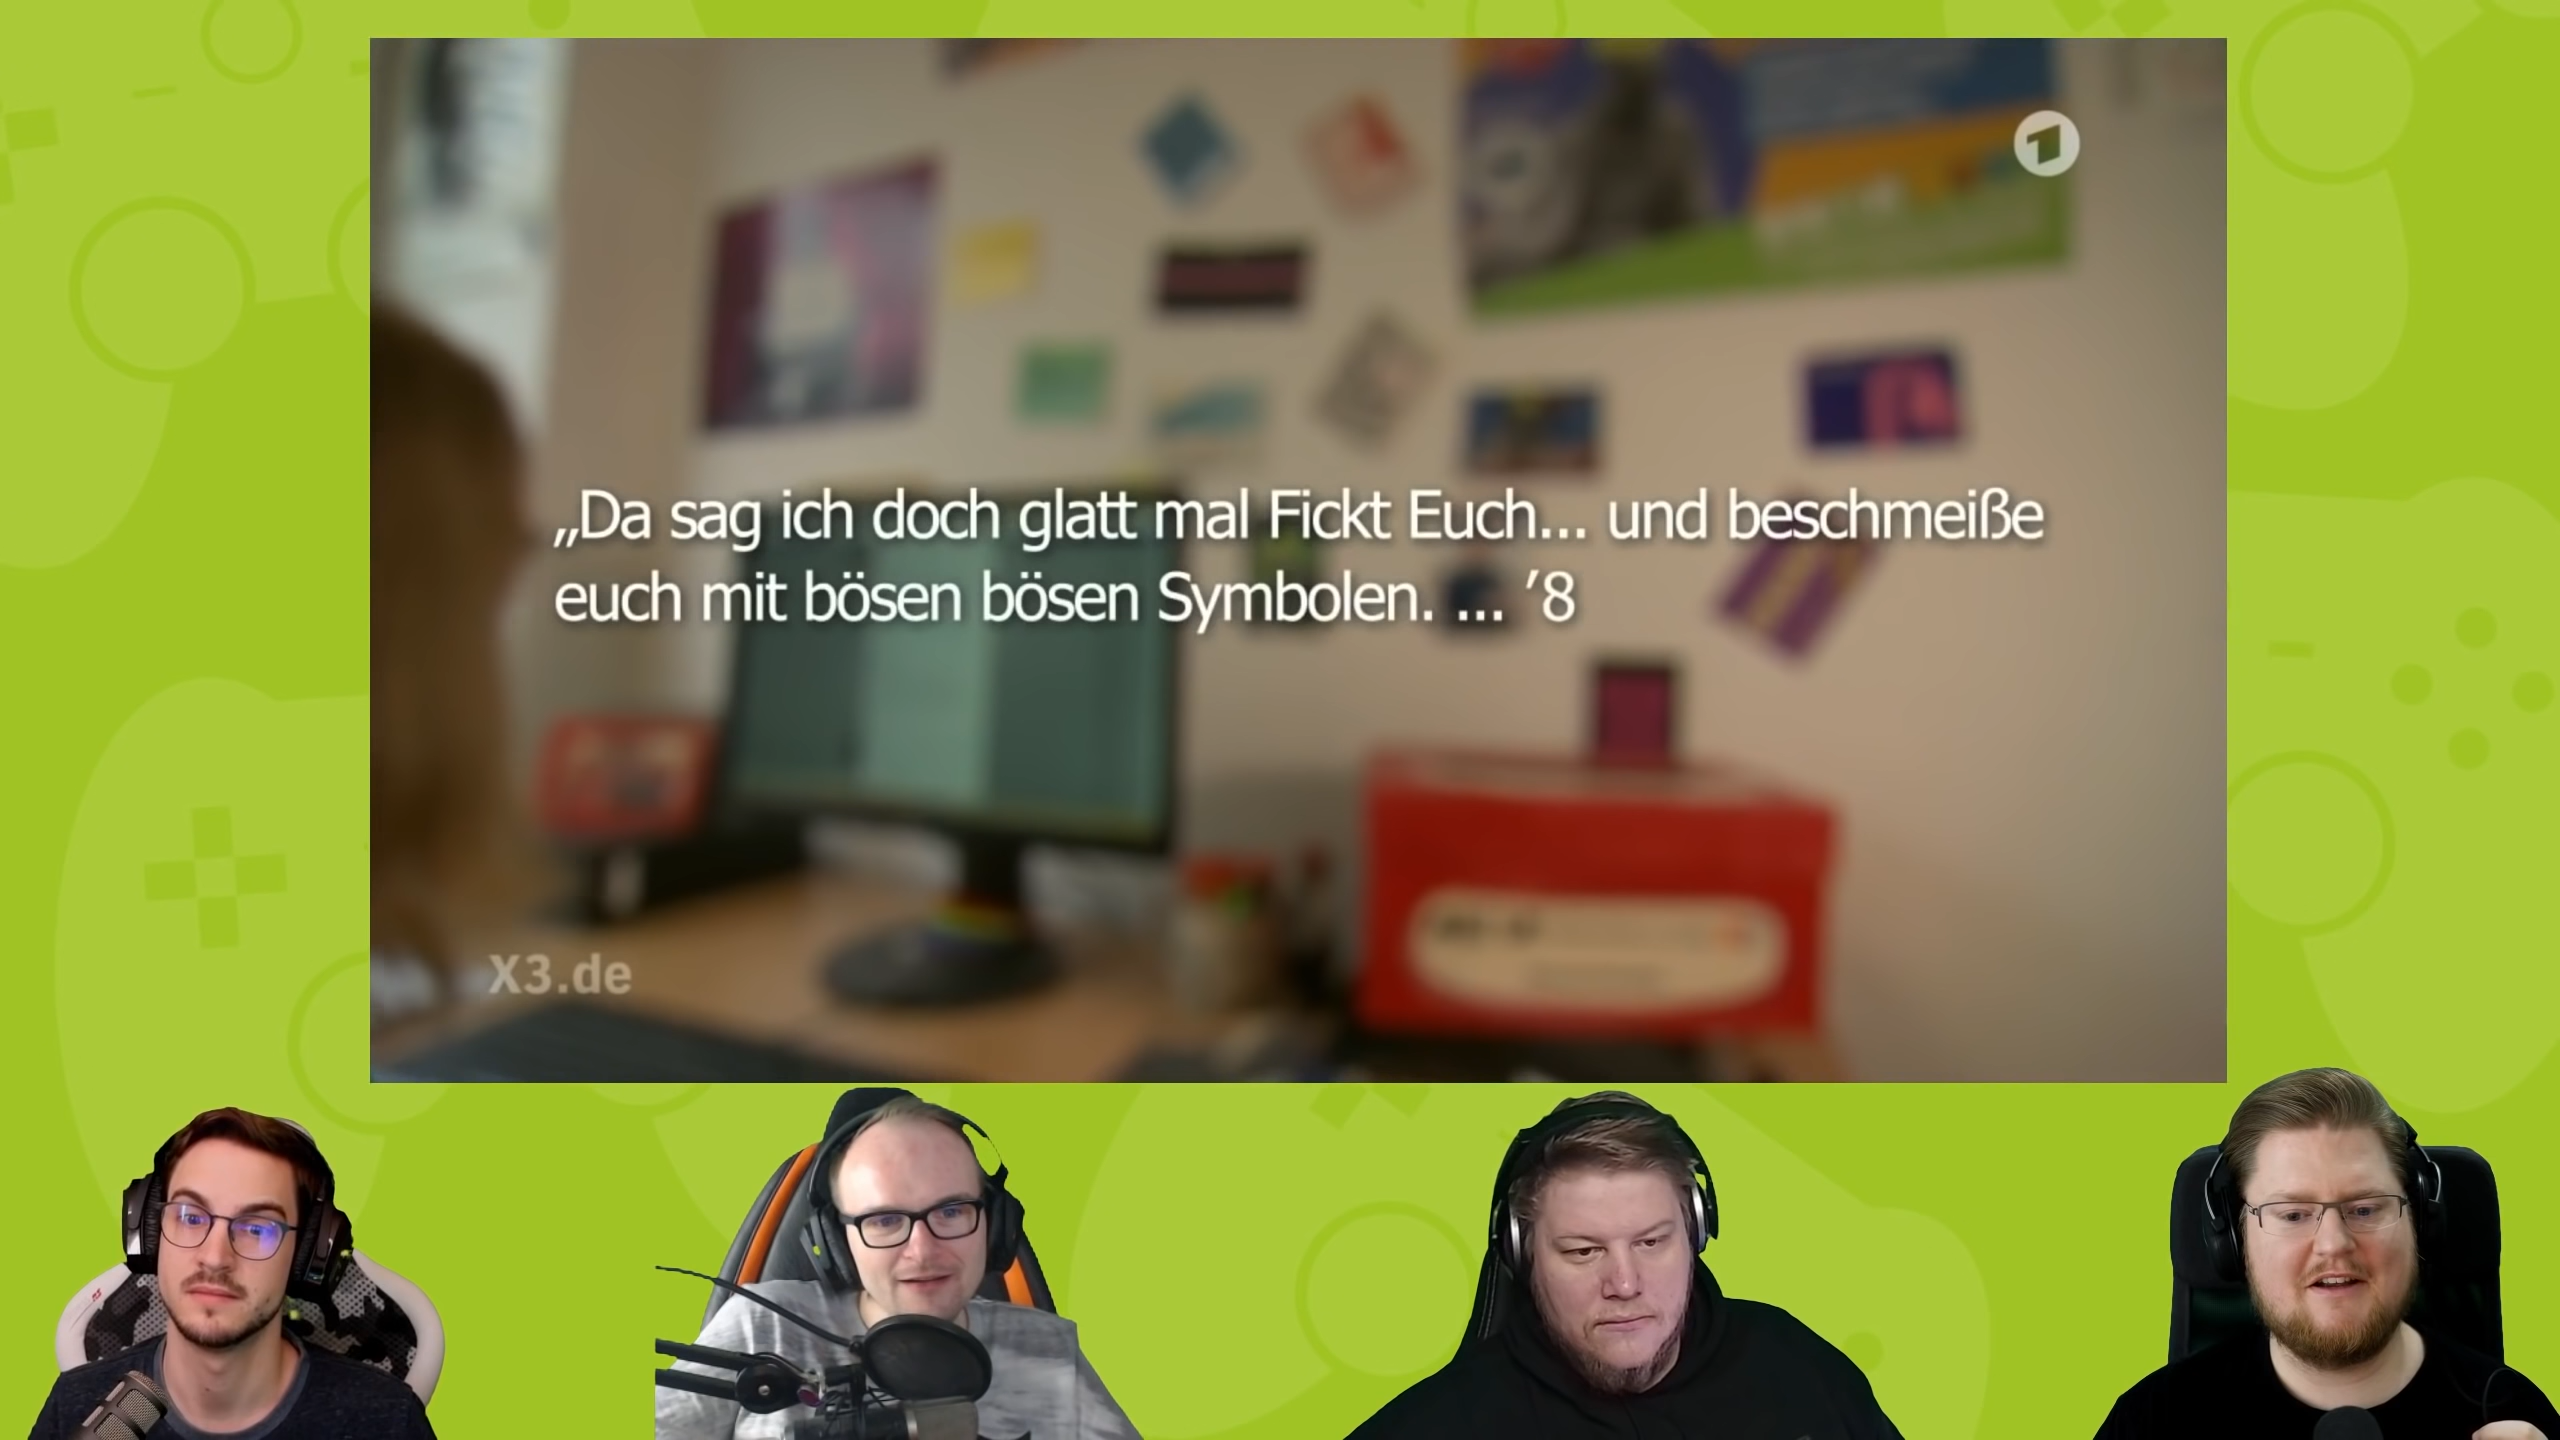 „Da sag ich doch glatt mal Fickt Euch... und beschmeiße
euch mit bösen bösen Symbolen. ... ’8
X3.de